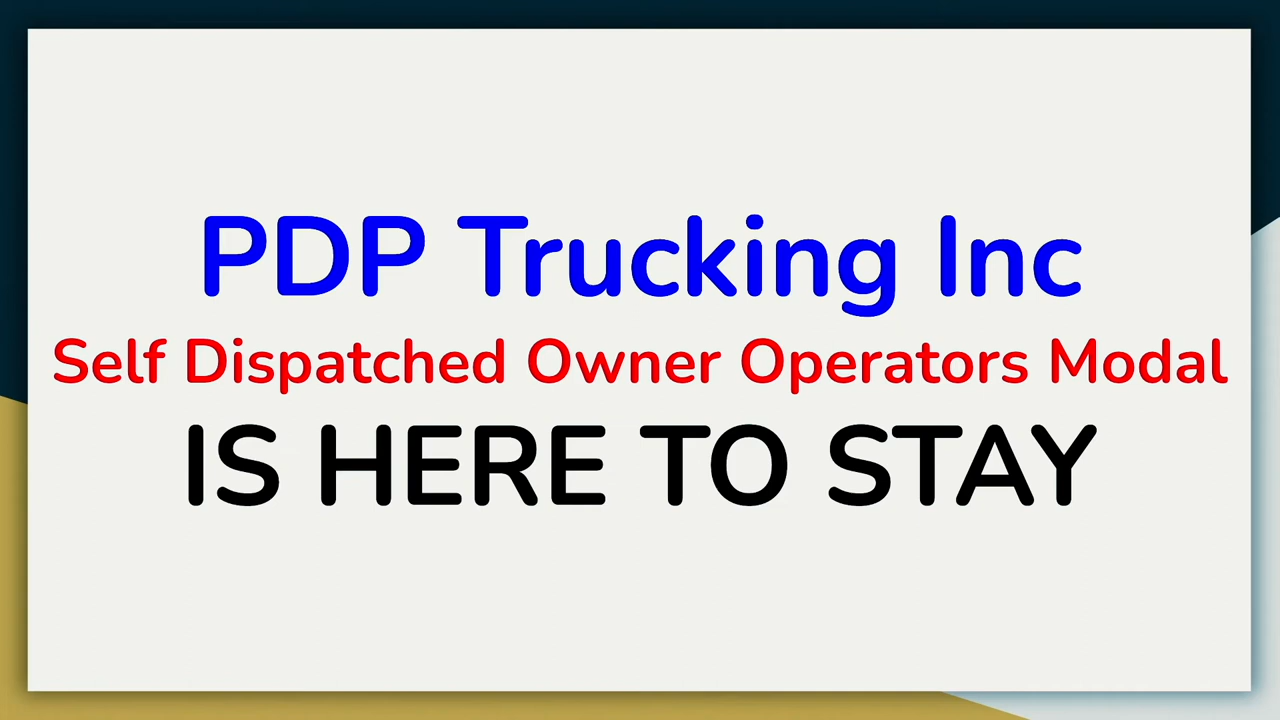 PDP Trucking Inc
Self Dispatched Owner Operators Modal
IS HERE TO STAY